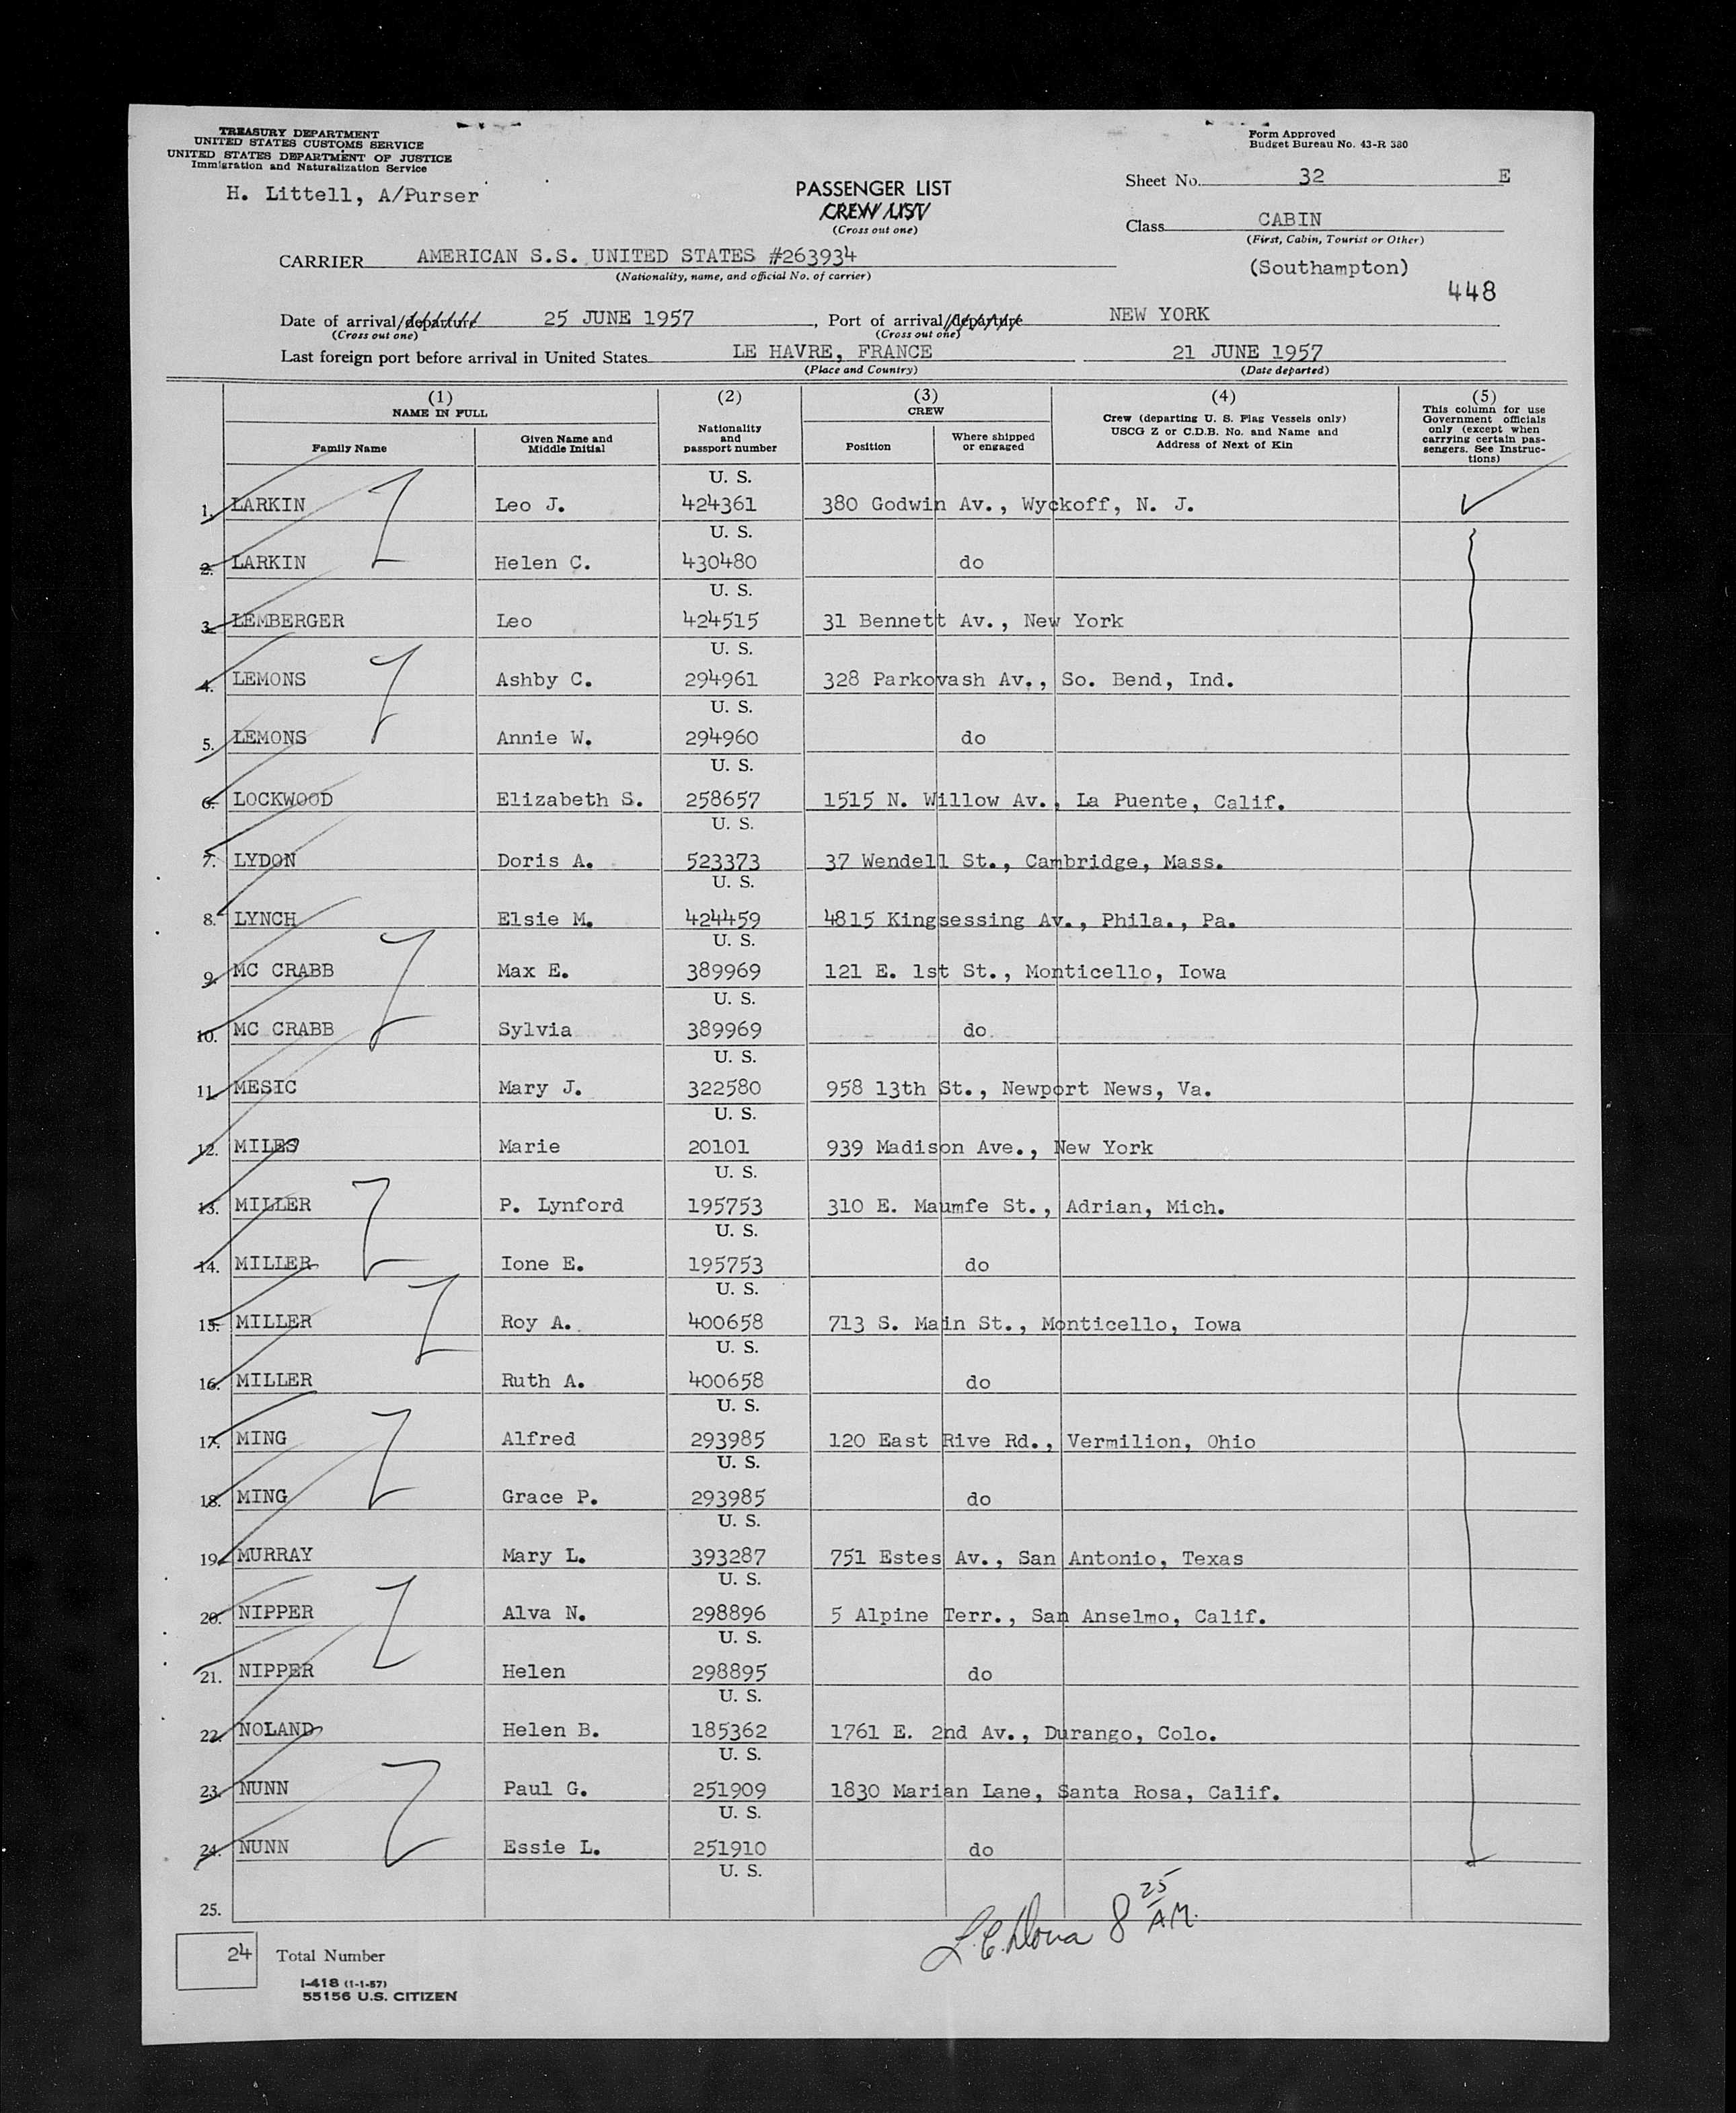 TREASURY DEPARTMENT
UNITED STATES CUSTOMS SERVICE
UNITED STATES DEPARTMENT OF JUSTICE
Immigration and Naturalization Service
H. Littell, A/Purser
Form Approved
Budget Bureau No. 43-R 380
PASSENGER LIST
CREW LIST
(Cross out one)
Sheet No. 32 E
Class CABIN
(First, Cabin, Tourist or Other)
(Southampton)
448
CARRIER AMERICAN S.S. UNITED STATES #263934
(Nationality, name, and official No. of carrier)
Date of arrival/departure 25 JUNE 1957, Port of arrival/departure NEW YORK
(Cross out one) (Cross out one)
Last foreign port before arrival in United States LE HAVRE, FRANCE 21 JUNE 1957
(Place and Country) (Date departed)
(1) NAME IN FULL
Family Name
Given Name and Middle Initial
(2) Nationality and passport number
(3) CREW
Position
Where shipped or engaged
(4) Crew (departing U. S. Flag Vessels only) USCG Z or C.D.B. No. and Name and Address of Next of Kin
(5) This column for use Government officials only (except when carrying certain passengers. See Instructions)
U. S.
1. LARKIN Leo J. 424361 380 Godwin Av., Wyckoff, N. J.
U. S.
2. LARKIN Helen C. 430480 do
U. S.
3. LEMBERGER Leo 424515 31 Bennett Av., New York
U. S.
4. LEMONS Ashby C. 294961 328 Parkovash Av., So. Bend, Ind.
U. S.
5. LEMONS Annie W. 294960 do
U. S.
6. LOCKWOOD Elizabeth S. 258657 1515 N. Willow Av., La Puente, Calif.
U. S.
7. LYDON Doris A. 523373 37 Wendell St., Cambridge, Mass.
U. S.
8. LYNCH Elsie M. 424459 4815 Kingsessing Av., Phila., Pa.
U. S.
9. MC CRABB Max E. 389969 121 E. 1st St., Monticello, Iowa
U. S.
10. MC CRABB Sylvia 389969 do
U. S.
11. MESIC Mary J. 322580 958 13th St., Newport News, Va.
U. S.
12. MILES Marie 20101 939 Madison Ave., New York
U. S.
13. MILLER P. Lynford 195753 310 E. Maumfe St., Adrian, Mich.
U. S.
14. MILLER Ione E. 195753 do
U. S.
15. MILLER Roy A. 400658 713 S. Main St., Monticello, Iowa
U. S.
16. MILLER Ruth A. 400658 do
U. S.
17. MING Alfred 293985 120 East Rive Rd., Vermilion, Ohio
U. S.
18. MING Grace P. 293985 do
U. S.
19. MURRAY Mary L. 393287 751 Estes Av., San Antonio, Texas
U. S.
20. NIPPER Alva N. 298896 5 Alpine Terr., San Anselmo, Calif.
U. S.
21. NIPPER Helen 298895 do
U. S.
22. NOLAND Helen B. 185362 1761 E. 2nd Av., Durango, Colo.
U. S.
23. NUNN Paul G. 251909 1830 Marian Lane, Santa Rosa, Calif.
U. S.
24. NUNN Essie L. 251910 do
U. S.
25.
8 25 A.M.
24 Total Number
I-418 (1-1-57)
55156 U.S. CITIZEN